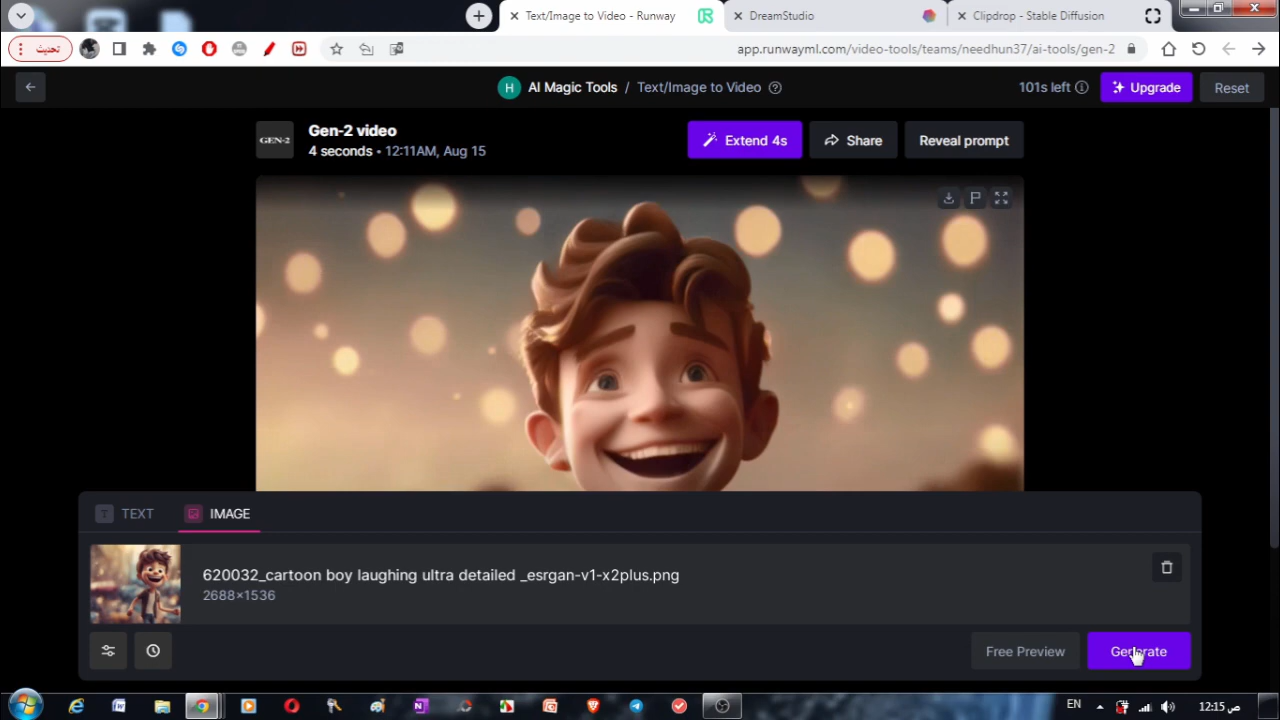 Text/Image to Video - Runway
DreamStudio
Clipdrop - Stable Diffusion
تحديث
app.runwayml.com/video-tools/teams/needhun37/ai-tools/gen-2
H AI Magic Tools / Text/Image to Video
101s left
Upgrade
Reset
GEN-2
Gen-2 video
4 seconds • 12:11AM, Aug 15
Extend 4s
Share
Reveal prompt
T TEXT
IMAGE
620032_cartoon boy laughing ultra detailed _esrgan-v1-x2plus.png
2688×1536
Free Preview
Generate
EN
12:15 ص